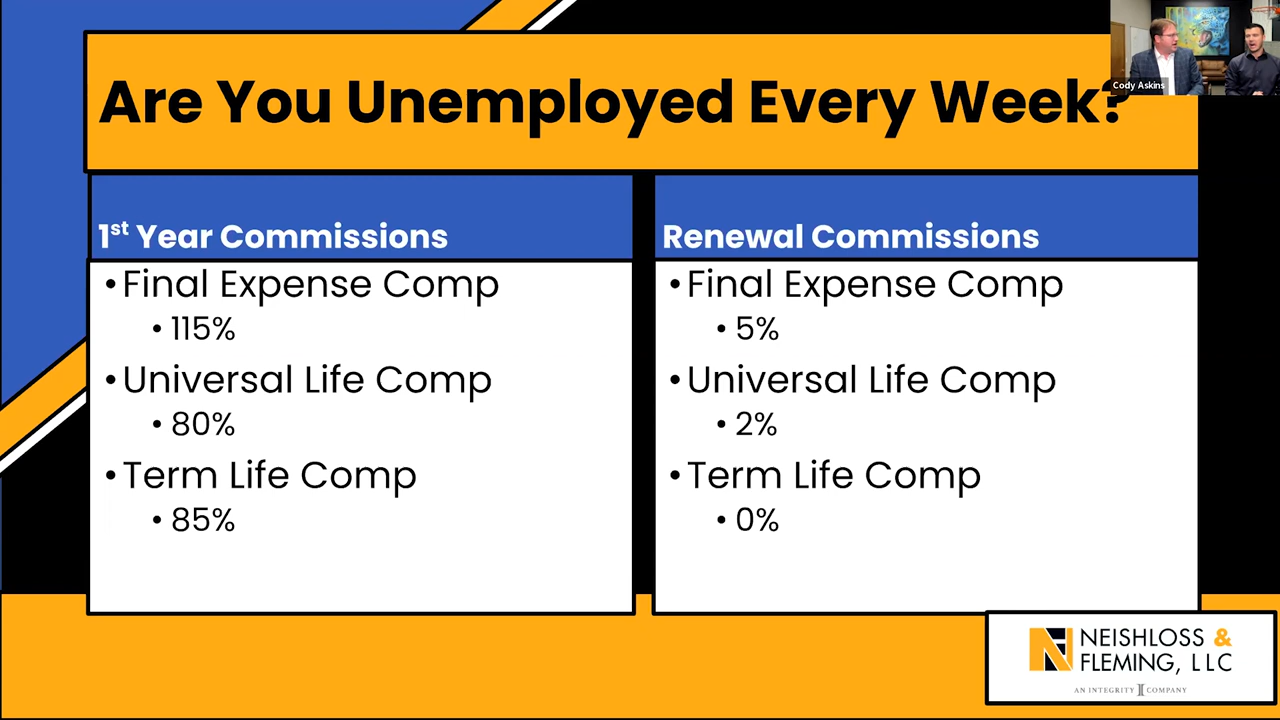 Are You Unemployed Every Week?
Cody Askins
1st Year Commissions
• Final Expense Comp
• 115%
• Universal Life Comp
• 80%
• Term Life Comp
• 85%
Renewal Commissions
• Final Expense Comp
• 5%
• Universal Life Comp
• 2%
• Term Life Comp
• 0%
NEISHLOSS &
FLEMING, LLC
AN INTEGRITY COMPANY